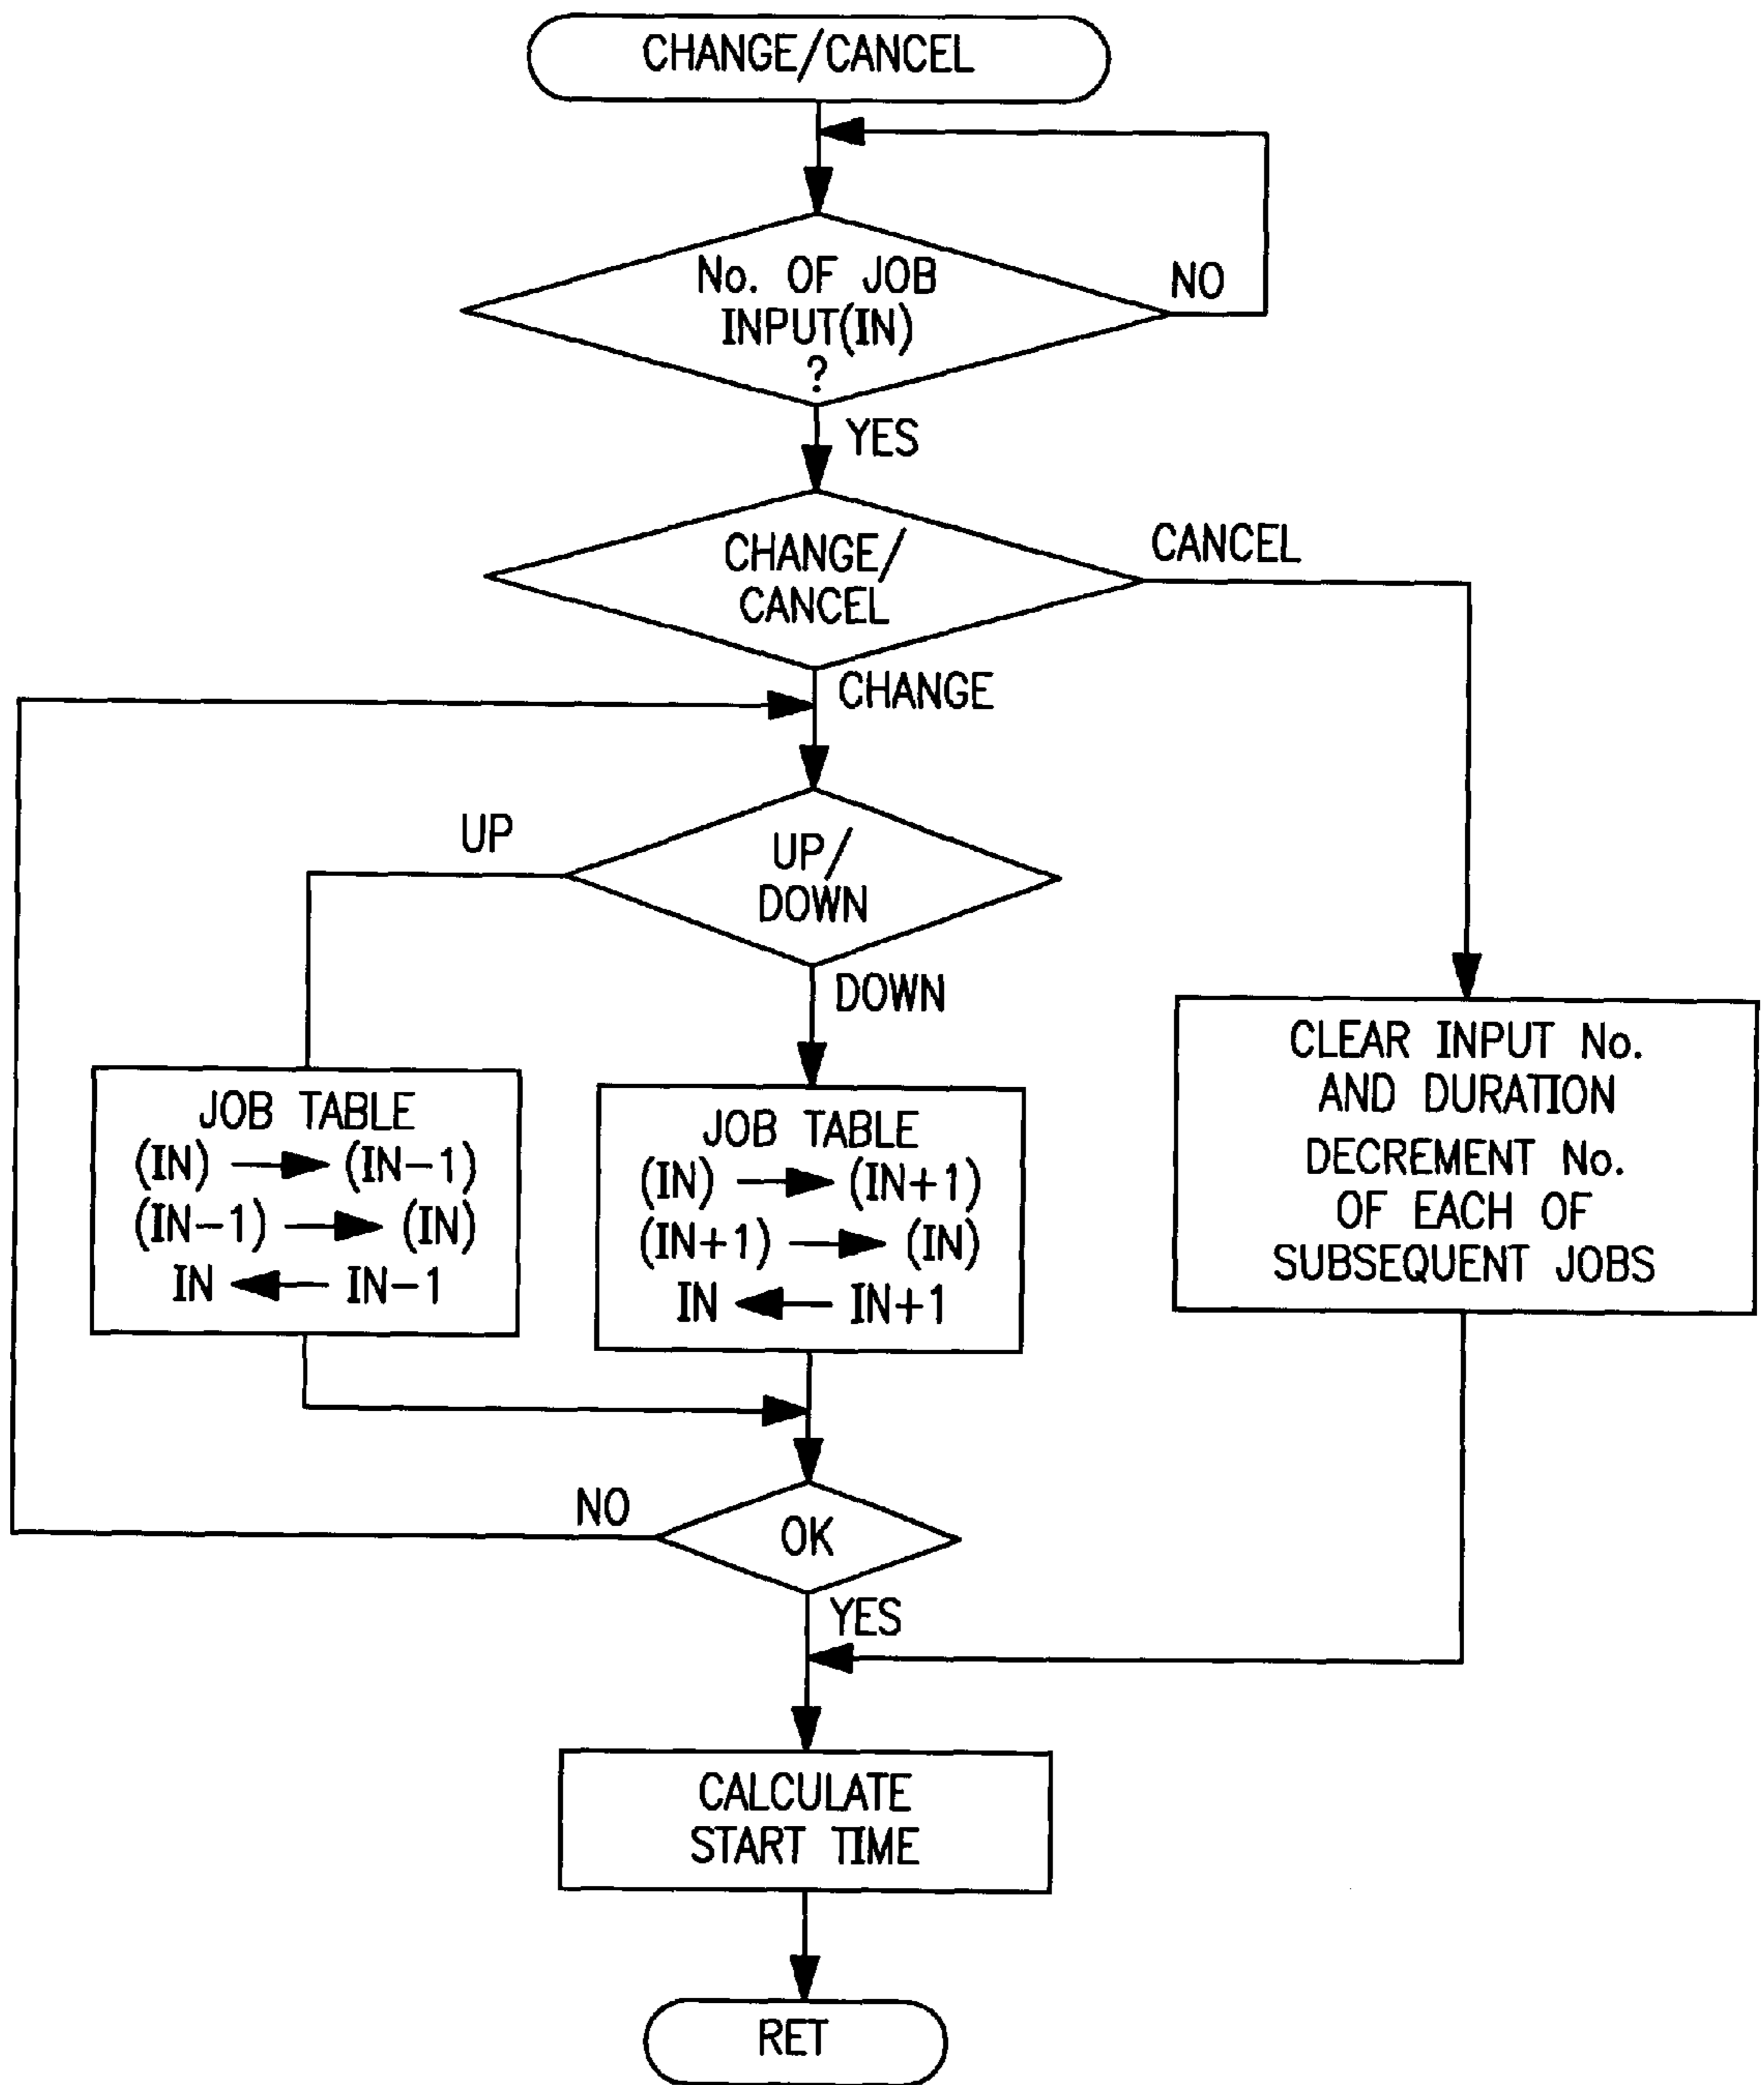 CHANGE/CANCEL
No. OF JOB
INPUT(IN)
?
NO
YES
CHANGE/
CANCEL
CANCEL
CHANGE
UP/
DOWN
UP
DOWN
JOB TABLE
(IN) → (IN-1)
(IN-1) → (IN)
IN ← IN-1
JOB TABLE
(IN) → (IN+1)
(IN+1) → (IN)
IN ← IN+1
CLEAR INPUT No.
AND DURATION
DECREMENT No.
OF EACH OF
SUBSEQUENT JOBS
OK
NO
YES
CALCULATE
START TIME
RET